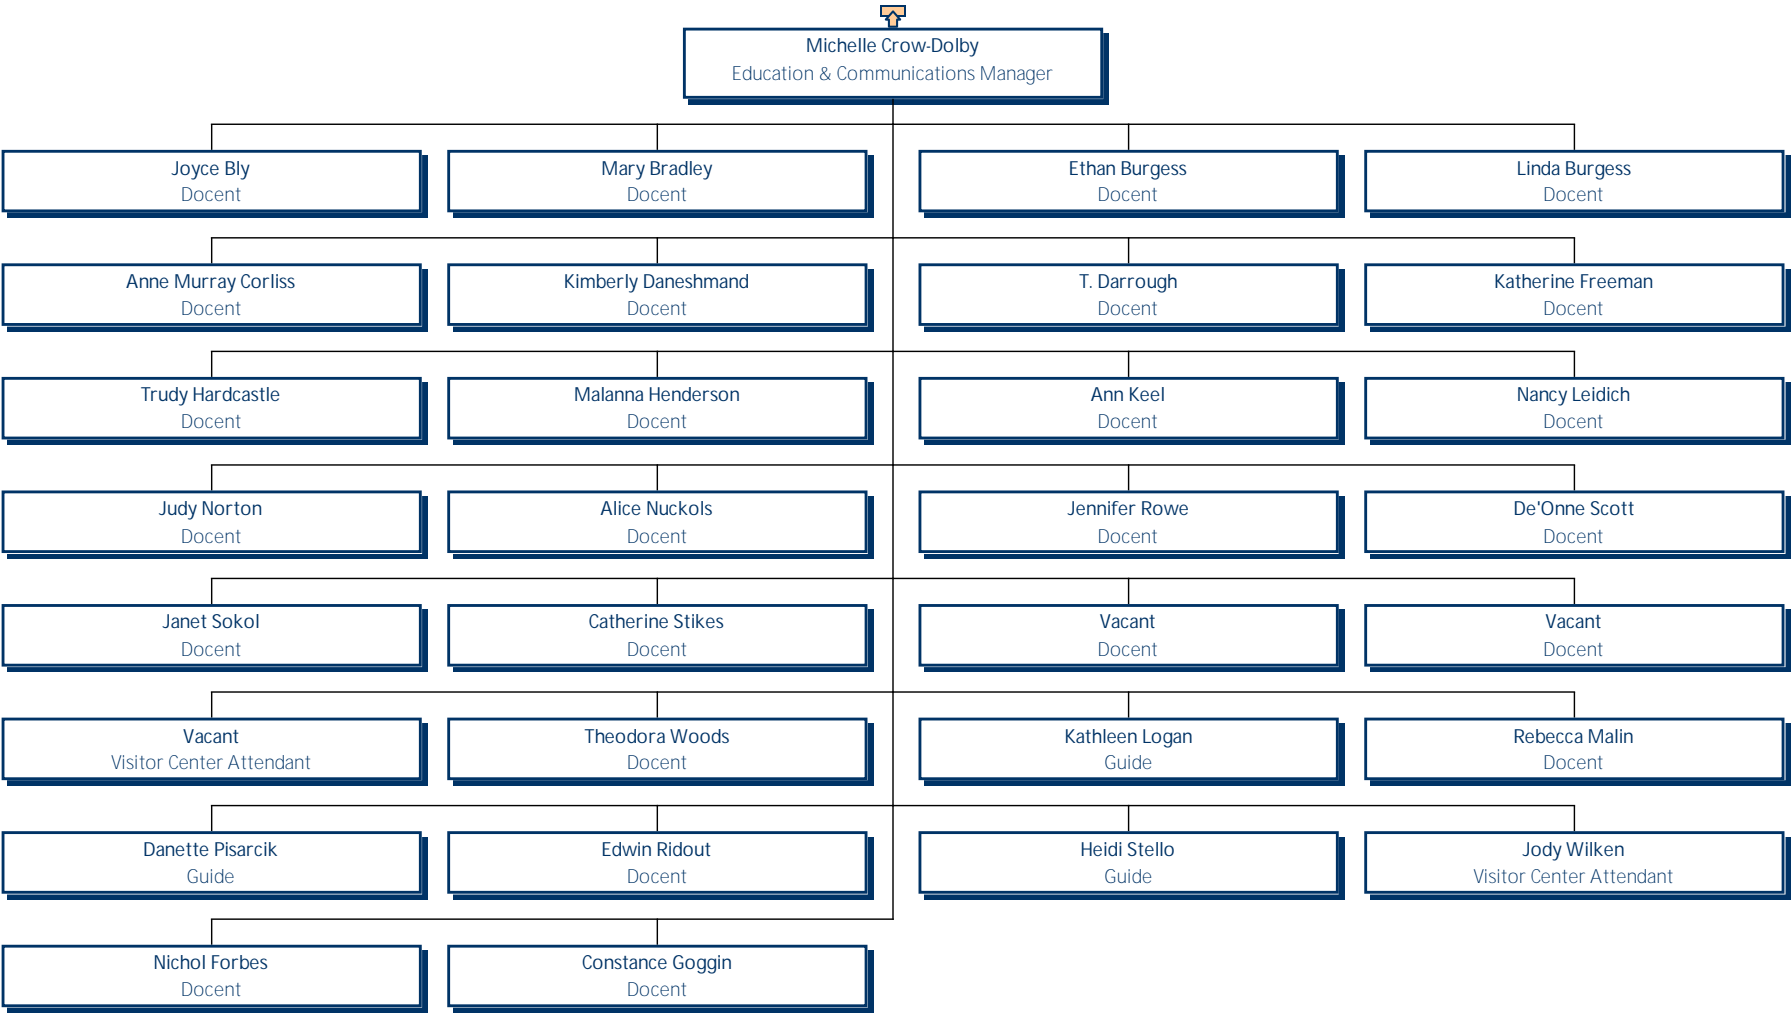 Michelle Crow-Dolby
Education & Communications Manager
Joyce Bly
Docent
Mary Bradley
Docent
Ethan Burgess
Docent
Linda Burgess
Docent
Anne Murray Corliss
Docent
Kimberly Daneshmand
Docent
T. Darrough
Docent
Katherine Freeman
Docent
Trudy Hardcastle
Docent
Malanna Henderson
Docent
Ann Keel
Docent
Nancy Leidich
Docent
Judy Norton
Docent
Alice Nuckols
Docent
Jennifer Rowe
Docent
De'Onne Scott
Docent
Janet Sokol
Docent
Catherine Stikes
Docent
Vacant
Docent
Vacant
Docent
Vacant
Visitor Center Attendant
Theodora Woods
Docent
Kathleen Logan
Guide
Rebecca Malin
Docent
Danette Pisarcik
Guide
Edwin Ridout
Docent
Heidi Stello
Guide
Jody Wilken
Visitor Center Attendant
Nichol Forbes
Docent
Constance Goggin
Docent